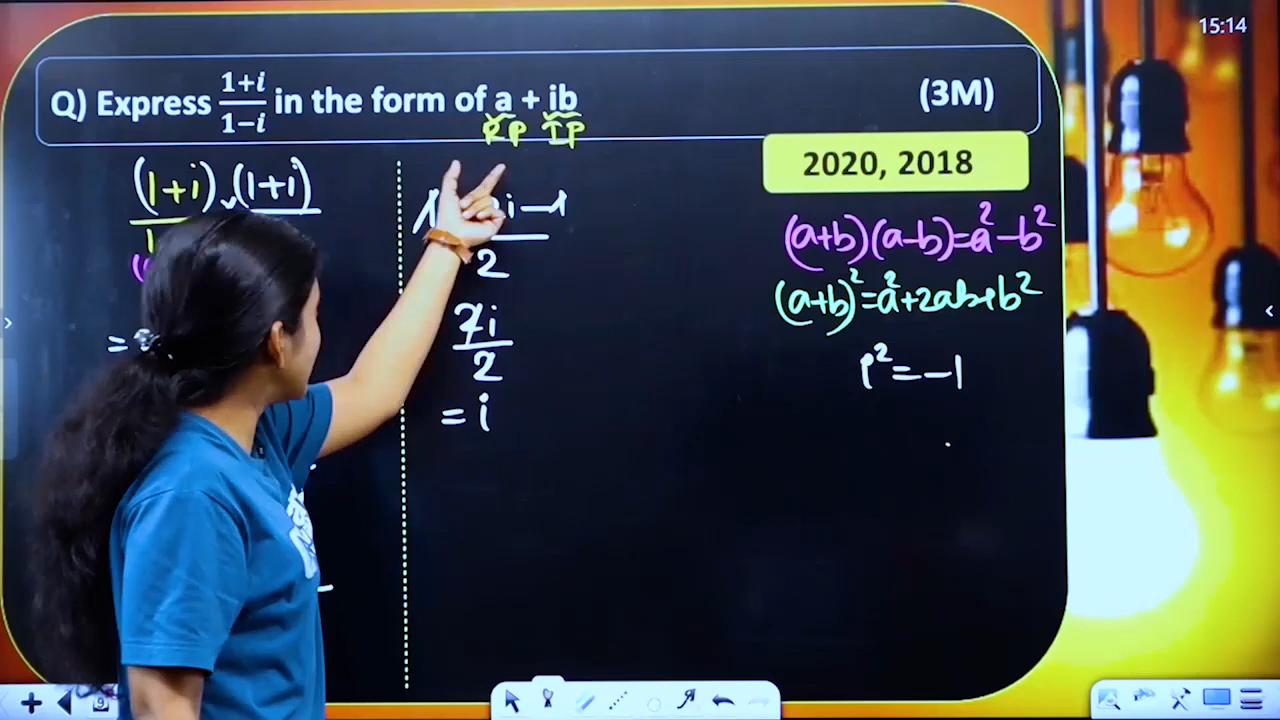 15:14
Q) Express \frac{1+i}{1-i} in the form of a + ib (3M)
RP IP
2020, 2018
(1+i) × (1+i)
=
i-1
2
2i
2
= i
(a+b)(a-b)=a²-b²
(a+b)²=a²+2ab+b²
i²=-1